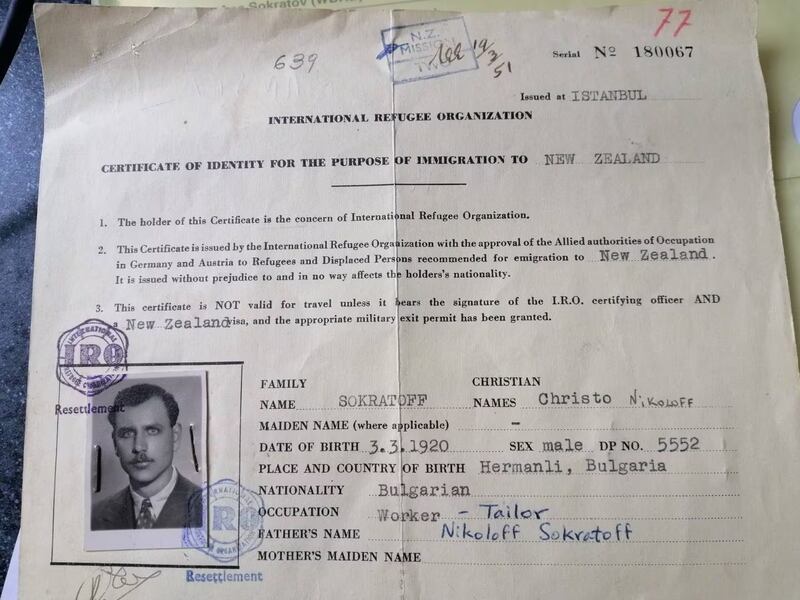 Sokratov
77
N.Z.
MISSION
TWO
19/3/51
639
Serial Nº 180067
Issued at ISTANBUL
INTERNATIONAL REFUGEE ORGANIZATION
CERTIFICATE OF IDENTITY FOR THE PURPOSE OF IMMIGRATION TO NEW ZEALAND
1. The holder of this Certificate is the concern of International Refugee Organization.
2. This Certificate is issued by the International Refugee Organization with the approval of the Allied authorities of Occupation
in Germany and Austria to Refugees and Displaced Persons recommended for emigration to New Zealand.
It is issued without prejudice to and in no way affects the holders's nationality.
3. This certificate is NOT valid for travel unless it bears the signature of the I.R.O. certifying officer AND
a New Zealand visa, and the appropriate military exit permit has been granted.
INTERNATIONAL
IRO
Resettlement
FAMILY CHRISTIAN
NAME SOKRATOFF NAMES Christo Nikoloff
MAIDEN NAME (where applicable) -
DATE OF BIRTH 3.3.1920 SEX male DP NO. 5552
PLACE AND COUNTRY OF BIRTH Hermanli, Bulgaria
NATIONALITY Bulgarian
OCCUPATION Worker - Tailor
FATHER'S NAME Nikoloff Sokratoff
MOTHER'S MAIDEN NAME
IRO
Resettlement